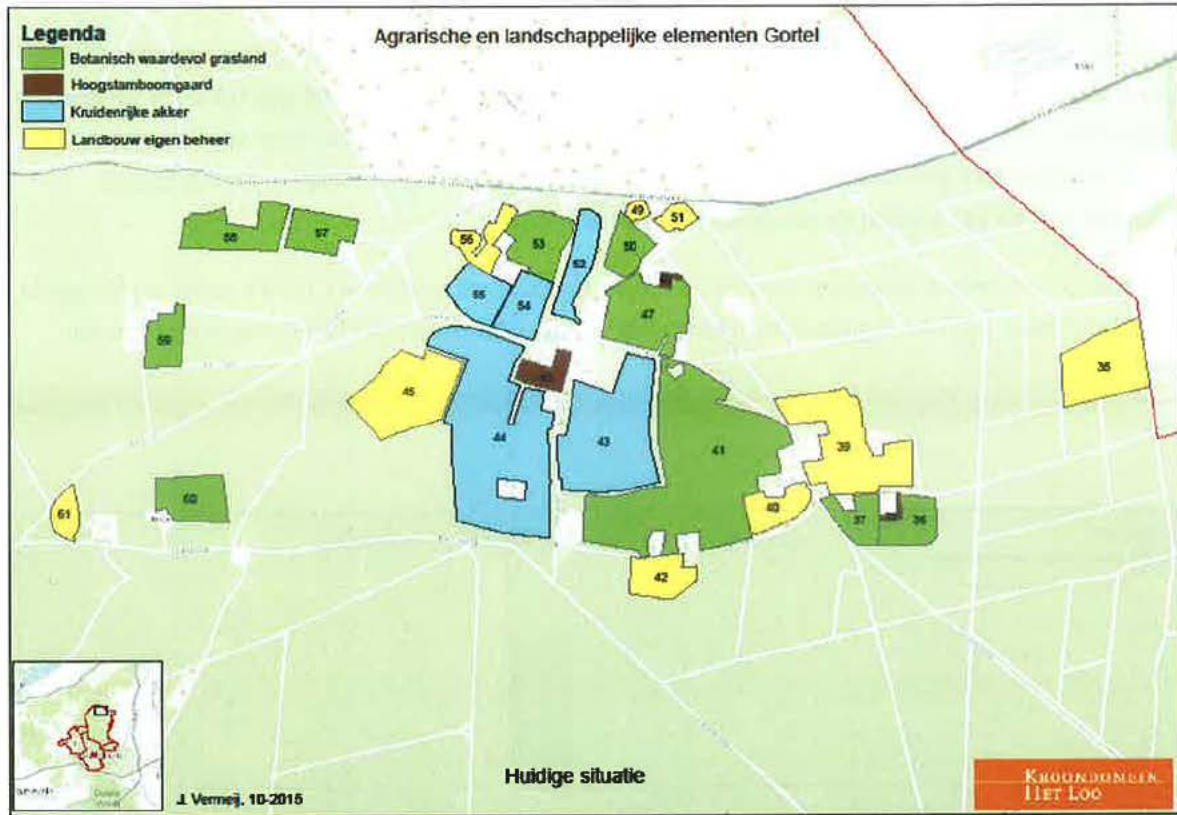 Agrarische en landschappelijke elementen Gortel
Legenda
Botanisch waardevol grasland
Hoogstamboomgaard
Kruidenrijke akker
Landbouw eigen beheer
49
51
56
53
52
50
57
55
54
47
59
35
45
44
43
41
39
60
61
40
37
36
42
Huidige situatie
J. Vermeij, 10-2015
KROONDOMEIN
HET LOO